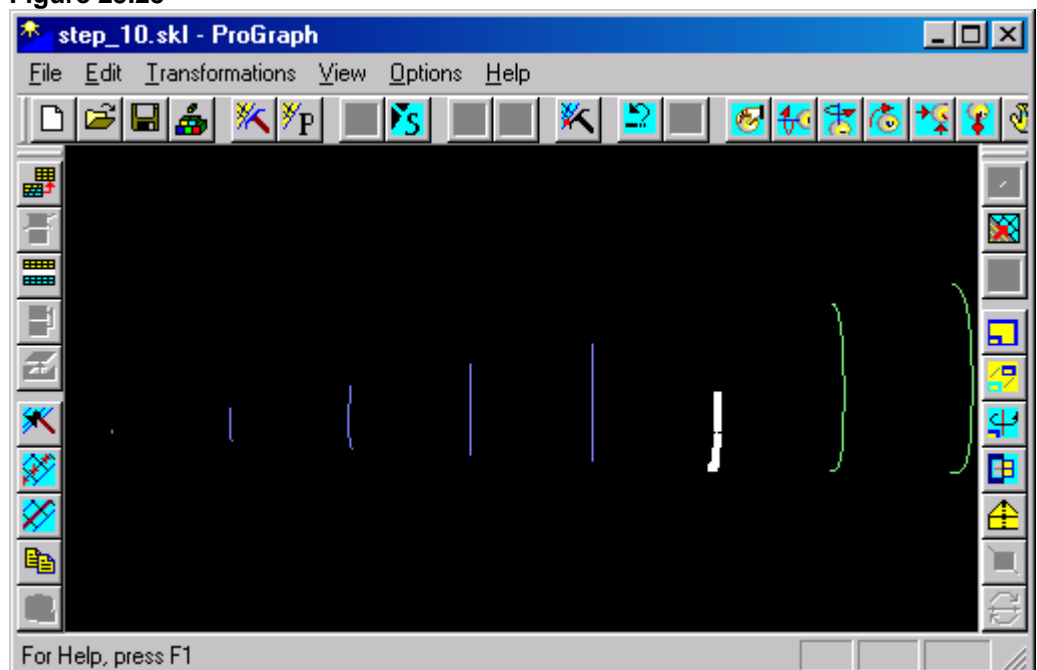 step_10.skl - ProGraph
File Edit Transformations View Options Help
P S
For Help, press F1